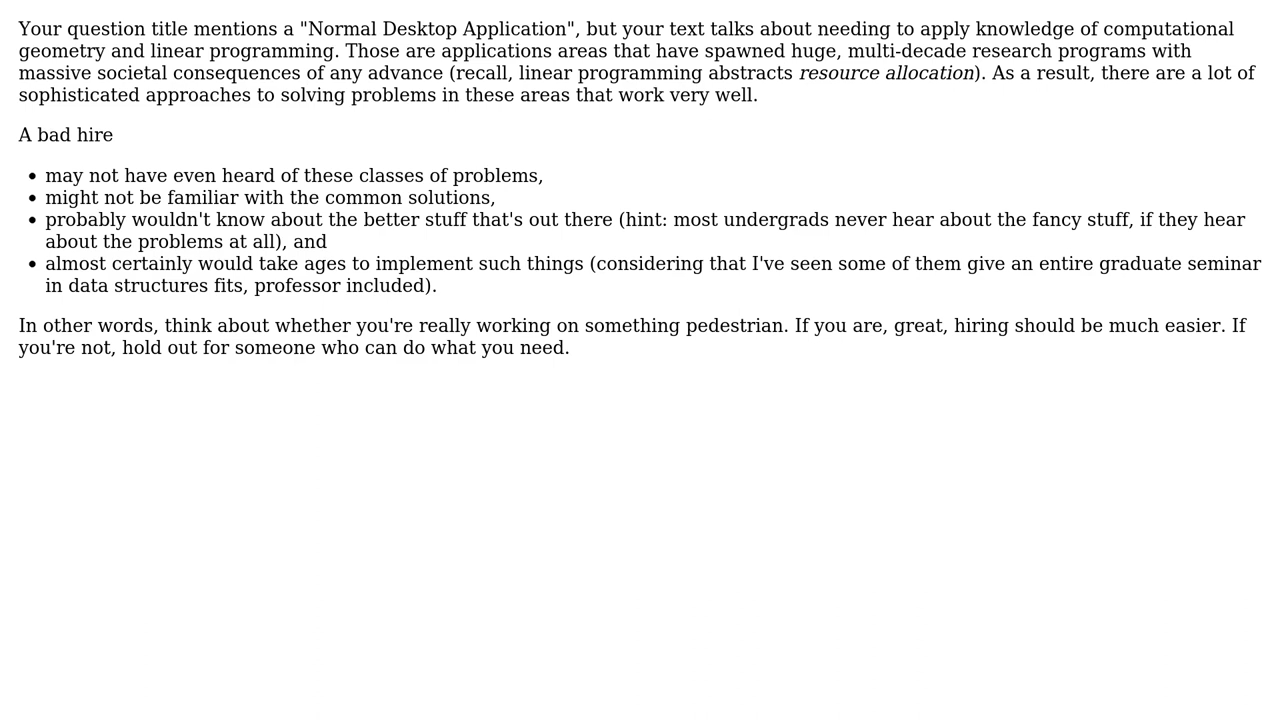 Your question title mentions a "Normal Desktop Application", but your text talks about needing to apply knowledge of computational
geometry and linear programming. Those are applications areas that have spawned huge, multi-decade research programs with
massive societal consequences of any advance (recall, linear programming abstracts resource allocation). As a result, there are a lot of
sophisticated approaches to solving problems in these areas that work very well.
A bad hire
• may not have even heard of these classes of problems,
• might not be familiar with the common solutions,
• probably wouldn't know about the better stuff that's out there (hint: most undergrads never hear about the fancy stuff, if they hear
about the problems at all), and
• almost certainly would take ages to implement such things (considering that I've seen some of them give an entire graduate seminar
in data structures fits, professor included).
In other words, think about whether you're really working on something pedestrian. If you are, great, hiring should be much easier. If
you're not, hold out for someone who can do what you need.